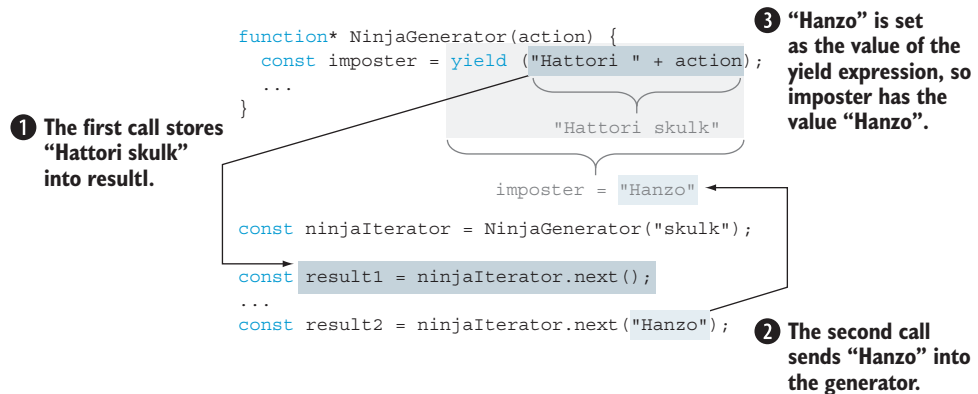 function* NinjaGenerator(action) {
const imposter = yield ("Hattori " + action);
...
}
"Hattori skulk"
imposter = "Hanzo"
const ninjaIterator = NinjaGenerator("skulk");
const result1 = ninjaIterator.next();
...
const result2 = ninjaIterator.next("Hanzo");
1 The first call stores
"Hattori skulk"
into resultl.
2 The second call
sends "Hanzo" into
the generator.
3 "Hanzo" is set
as the value of the
yield expression, so
imposter has the
value "Hanzo".